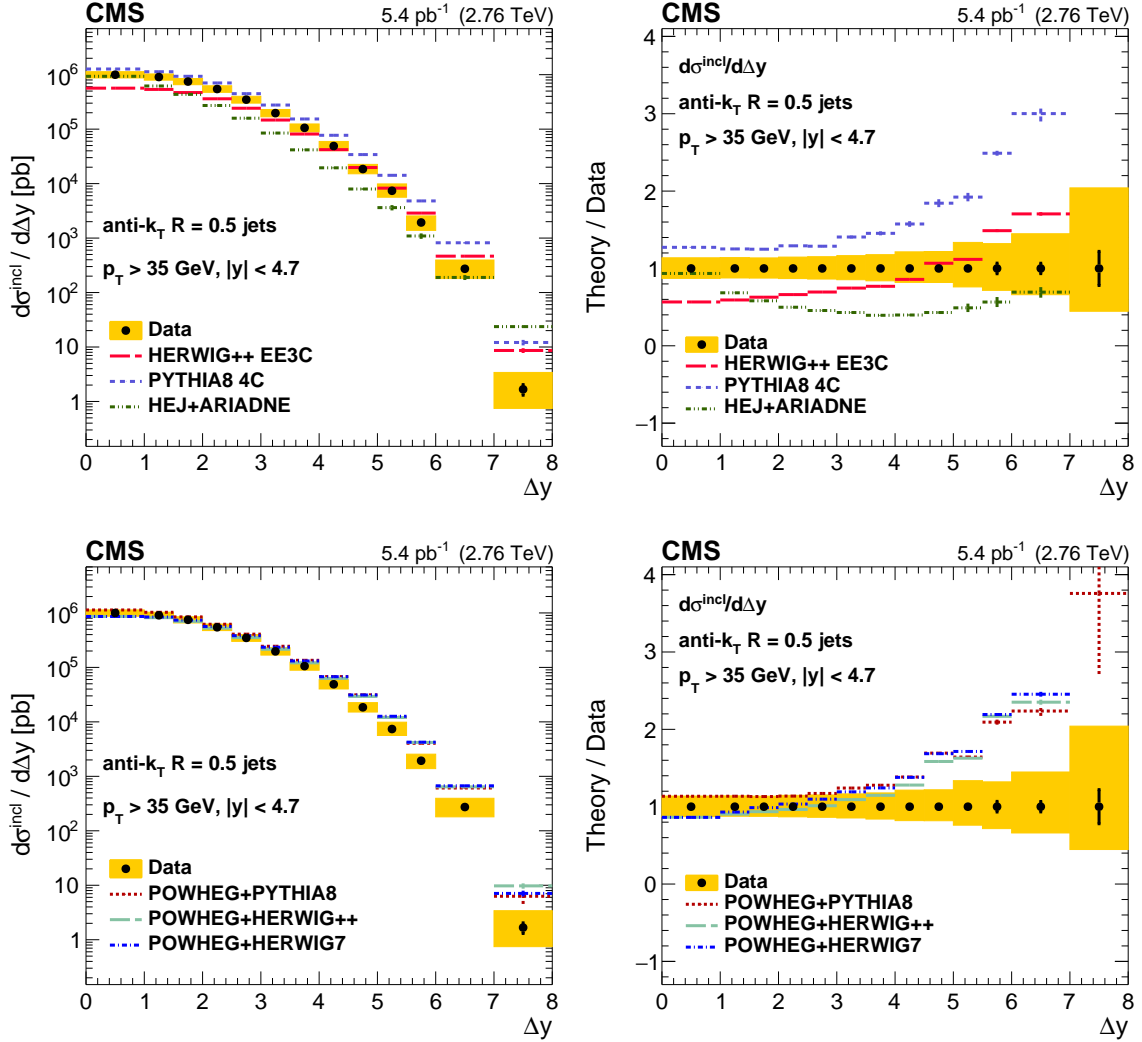 CMS 5.4 pb⁻¹ (2.76 TeV)
dσ^incl / dΔy [pb]
10⁶
10⁵
10⁴
10³
10²
10
1
anti-k_T R = 0.5 jets
p_T > 35 GeV, |y| < 4.7
Data
HERWIG++ EE3C
PYTHIA8 4C
HEJ+ARIADNE
0 1 2 3 4 5 6 7 8
Δy
CMS 5.4 pb⁻¹ (2.76 TeV)
Theory / Data
4
3
2
1
0
−1
dσ^incl/dΔy
anti-k_T R = 0.5 jets
p_T > 35 GeV, |y| < 4.7
Data
HERWIG++ EE3C
PYTHIA8 4C
HEJ+ARIADNE
0 1 2 3 4 5 6 7 8
Δy
CMS 5.4 pb⁻¹ (2.76 TeV)
dσ^incl / dΔy [pb]
10⁶
10⁵
10⁴
10³
10²
10
1
anti-k_T R = 0.5 jets
p_T > 35 GeV, |y| < 4.7
Data
POWHEG+PYTHIA8
POWHEG+HERWIG++
POWHEG+HERWIG7
0 1 2 3 4 5 6 7 8
Δy
CMS 5.4 pb⁻¹ (2.76 TeV)
Theory / Data
4
3
2
1
0
−1
dσ^incl/dΔy
anti-k_T R = 0.5 jets
p_T > 35 GeV, |y| < 4.7
Data
POWHEG+PYTHIA8
POWHEG+HERWIG++
POWHEG+HERWIG7
0 1 2 3 4 5 6 7 8
Δy